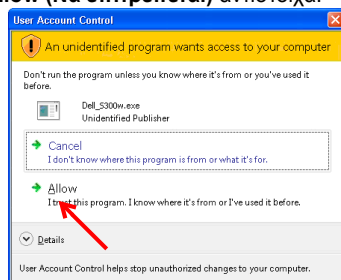 (Να επιτραπεί) αντίστοιχα.
User Account Control
An unidentified program wants access to your computer
Don't run the program unless you know where it's from or you've used it
before.
Dell_S300w.exe
Unidentified Publisher
Cancel
I don't know where this program is from or what it's for.
Allow
I trust this program. I know where it's from or I've used it before.
Details
User Account Control helps stop unauthorized changes to your computer.